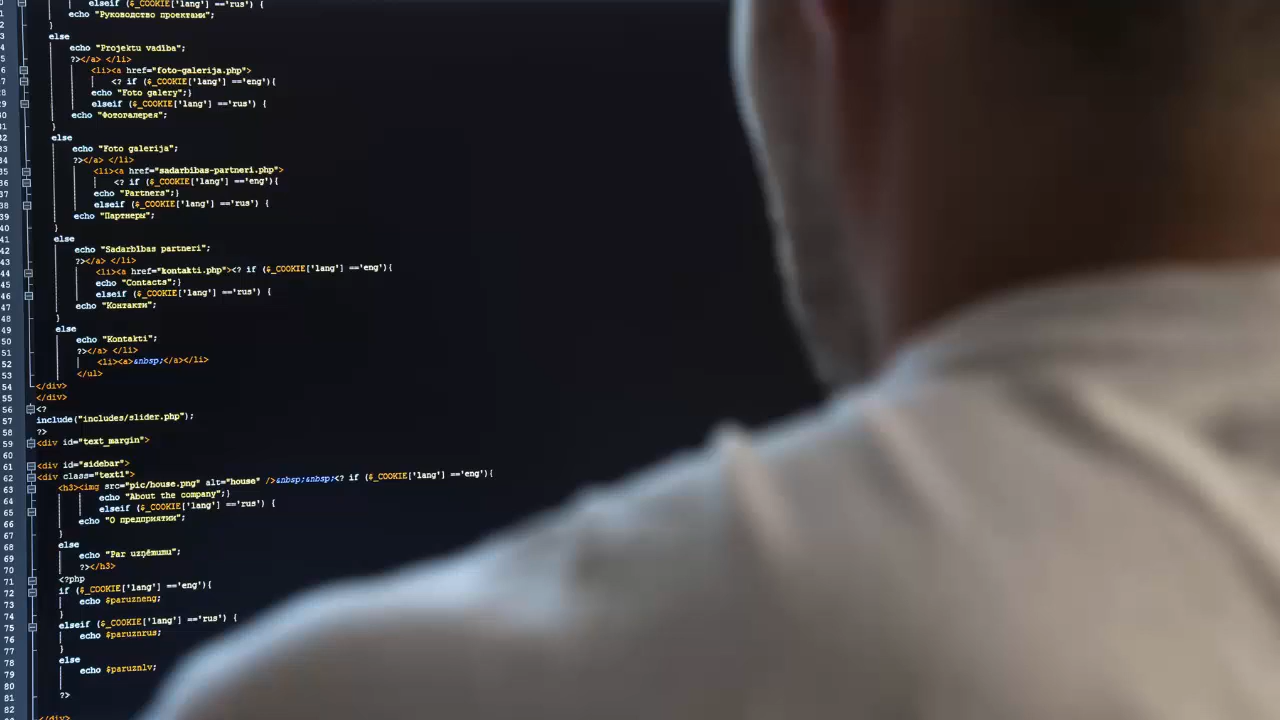 elseif ($_COOKIE['lang'] =='rus') {
echo "Руководство проектами";
}
else
echo "Projektu vadība";
?></a> </li>
<li><a href="foto-galerija.php">
<? if ($_COOKIE['lang'] =='eng'){
echo "Foto galery";}
elseif ($_COOKIE['lang'] =='rus') {
echo "Фотогалерея";
}
else
echo "Foto galerija";
?></a> </li>
<li><a href="sadarbibas-partneri.php">
<? if ($_COOKIE['lang'] =='eng'){
echo "Partners";}
elseif ($_COOKIE['lang'] =='rus') {
echo "Партнеры";
}
else
echo "Sadarbības partneri";
?></a> </li>
<li><a href="kontakti.php"><? if ($_COOKIE['lang'] =='eng'){
echo "Contacts";}
elseif ($_COOKIE['lang'] =='rus') {
echo "Контакти";
}
else
echo "Kontakti";
?></a> </li>
<li><a>&nbsp;</a></li>
</ul>
</div>
</div>
<?
include("includes/slider.php");
?>
<div id="text_margin">
<div id="sidebar">
<div class="text1">
<h3><img src="pic/house.png" alt="house" />&nbsp;&nbsp;<? if ($_COOKIE['lang'] =='eng'){
echo "About the company";}
elseif ($_COOKIE['lang'] =='rus') {
echo "О предприятии";
}
else
echo "Par uzņēmumu";
?></h3>
<?php
if ($_COOKIE['lang'] =='eng'){
echo $paruzneng;
}
elseif ($_COOKIE['lang'] =='rus') {
echo $paruznrus;
}
else
echo $paruznlv;
?>
</div>